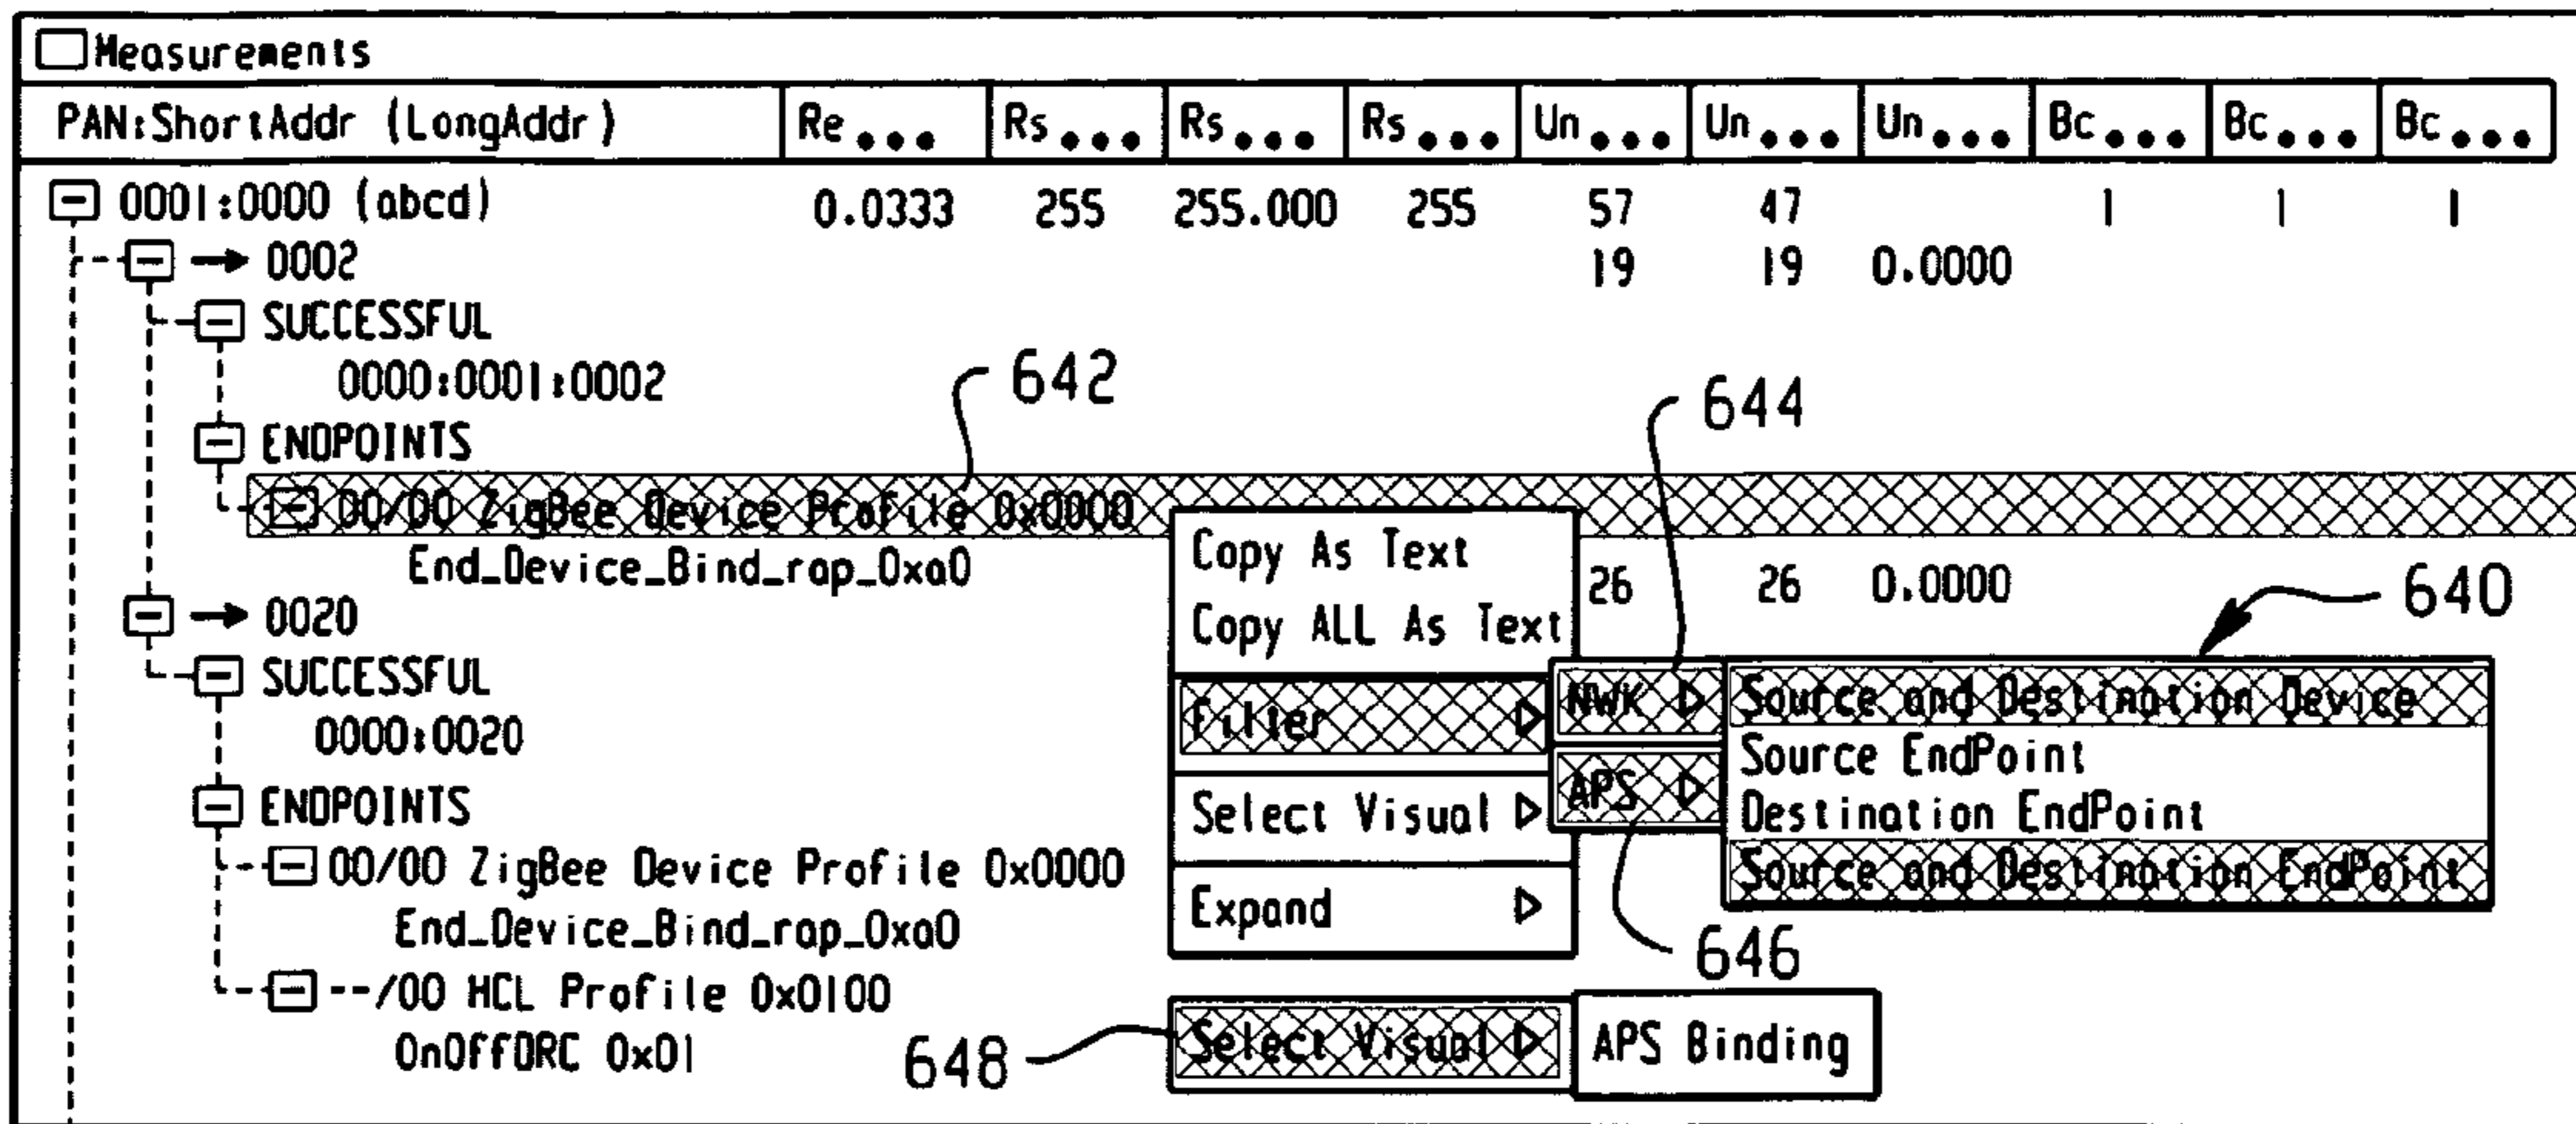 Measurements
PAN:ShortAddr (LongAddr) Re... Rs... Rs... Rs... Un... Un... Un... Bc... Bc... Bc...
0001:0000 (abcd) 0.0333 255 255.000 255 57 47 1 1 1
→ 0002 19 19 0.0000
SUCCESSFUL
0000:0001:0002
642
644
ENDPOINTS
00/00 ZigBee Device Profile 0x0000
End_Device_Bind_rap_0xa0
Copy As Text
26 26 0.0000
640
→ 0020
Copy ALL As Text
SUCCESSFUL
0000:0020
Filter
NWK
Source and Destination Device
Source EndPoint
APS
Destination EndPoint
Select Visual
ENDPOINTS
00/00 ZigBee Device Profile 0x0000
Source and Destination EndPoint
Expand
End_Device_Bind_rap_0xa0
646
--/00 HCL Profile 0x0100
OnOffDRC 0x01
648
Select Visual
APS Binding